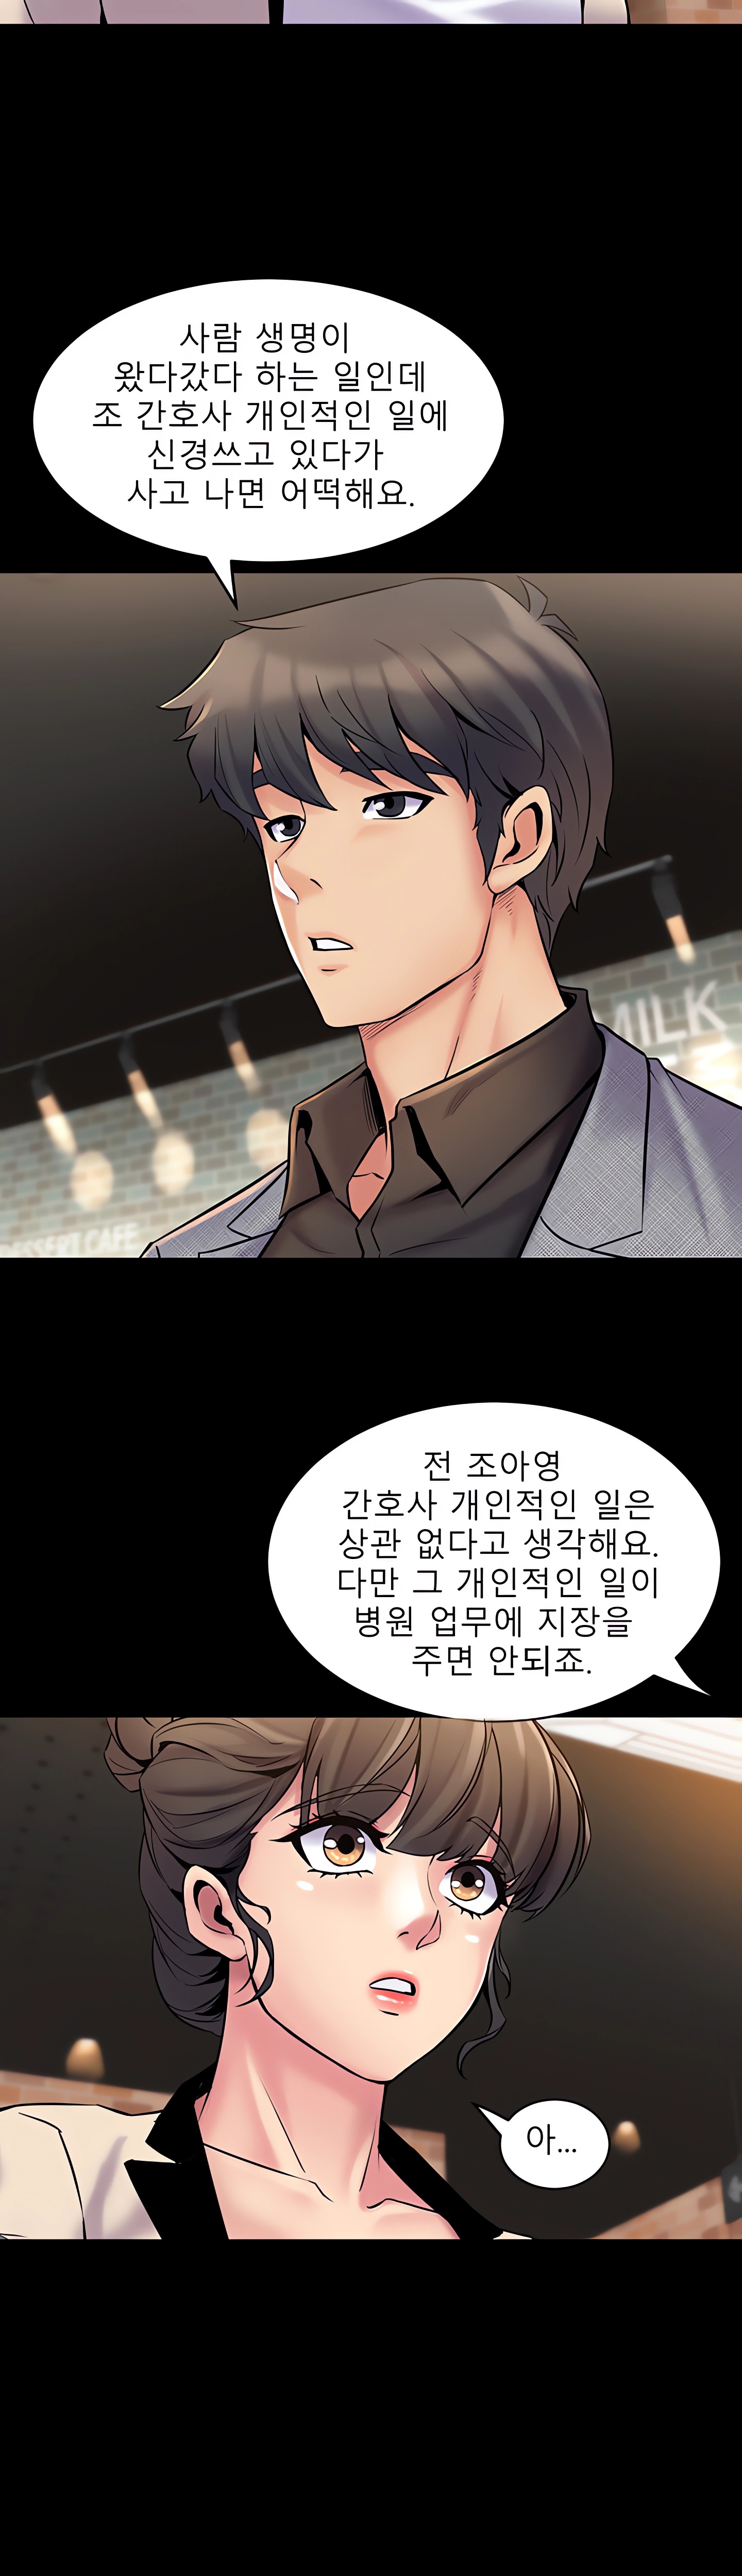 사람 생명이
왔다갔다 하는 일인데
조 간호사 개인적인 일에
신경쓰고 있다가
사고 나면 어떡해요.
MILK
DESSERT CAFE
전 조아영
간호사 개인적인 일은
상관 없다고 생각해요.
다만 그 개인적인 일이
병원 업무에 지장을
주면 안되죠.
아...